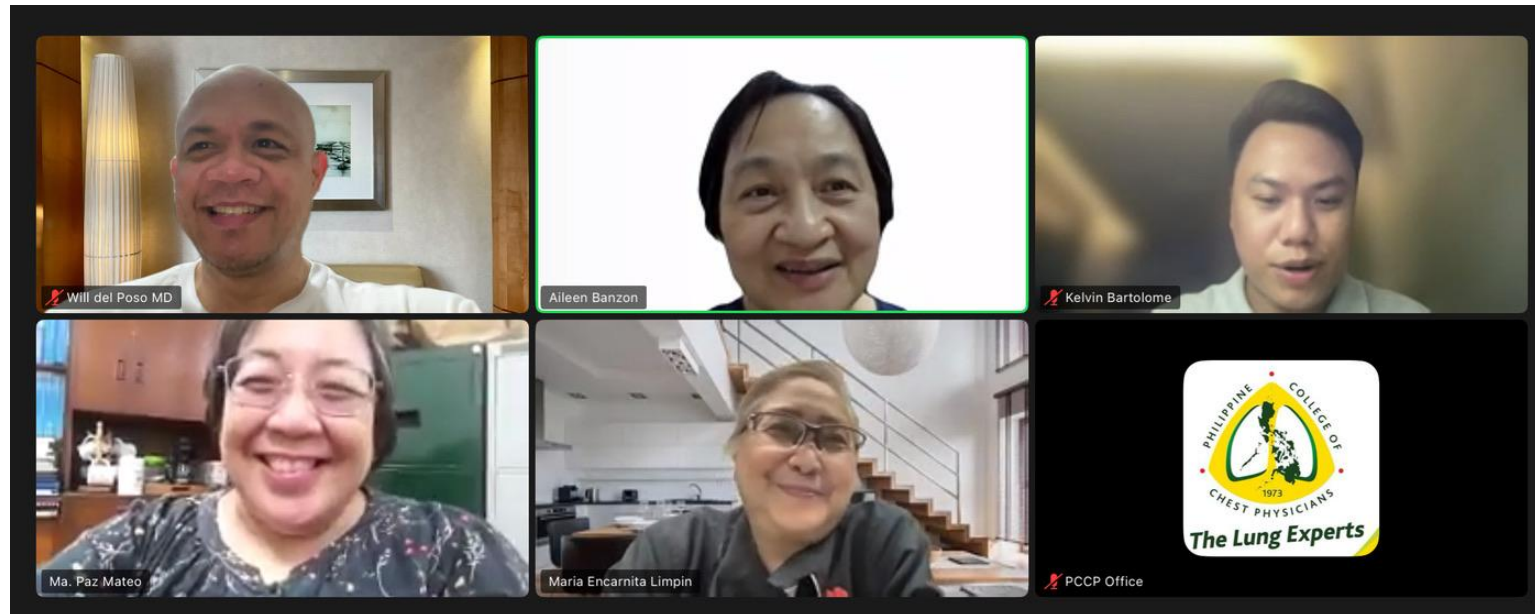 Will del Poso MD
Aileen Banzon
Kelvin Bartolome
Ma. Paz Mateo
Maria Encarnita Limpin
PHILIPPINE COLLEGE OF
CHEST PHYSICIANS
1973
The Lung Experts
PCCP Office